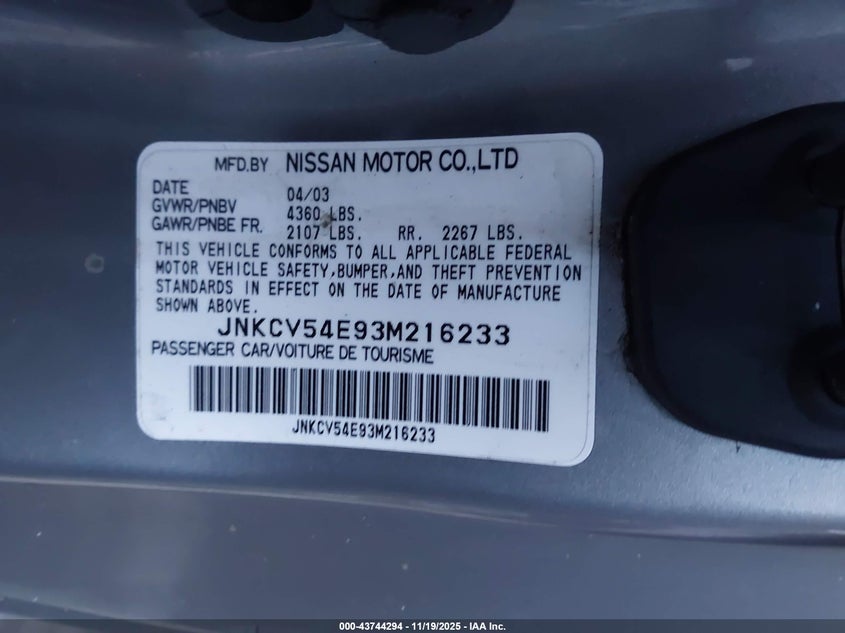 MFD.BY NISSAN MOTOR CO.,LTD
DATE 04/03
GVWR/PNBV 4360 LBS.
GAWR/PNBE FR. 2107 LBS. RR. 2267 LBS.
THIS VEHICLE CONFORMS TO ALL APPLICABLE FEDERAL
MOTOR VEHICLE SAFETY,BUMPER,AND THEFT PREVENTION
STANDARDS IN EFFECT ON THE DATE OF MANUFACTURE
SHOWN ABOVE.
JNKCV54E93M216233
PASSENGER CAR/VOITURE DE TOURISME
JNKCV54E93M216233
000-43744294 - 11/19/2025 - IAA Inc.